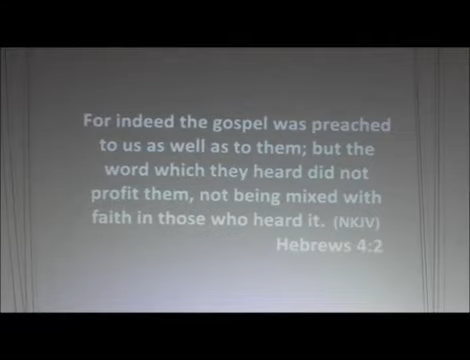 For indeed the gospel was preached
to us as well as to them; but the
word which they heard did not
profit them, not being mixed with
faith in those who heard it. (NKJV)
Hebrews 4:2